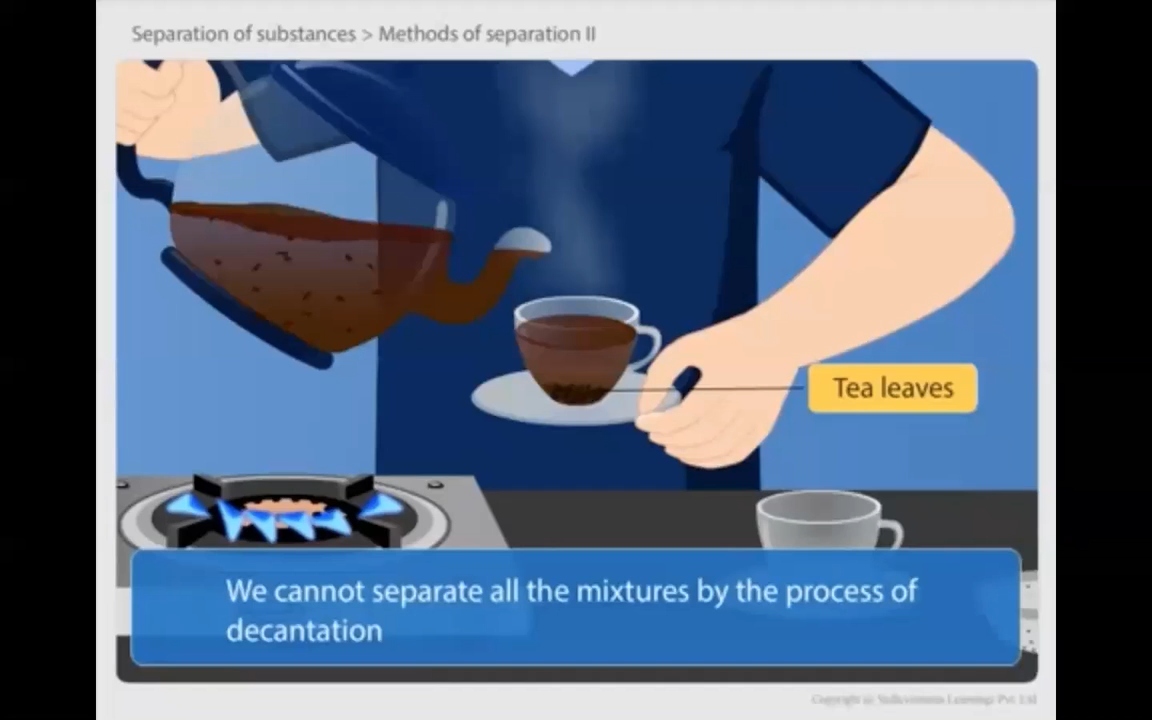 Separation of substances > Methods of separation II
Tea leaves
We cannot separate all the mixtures by the process of
decantation